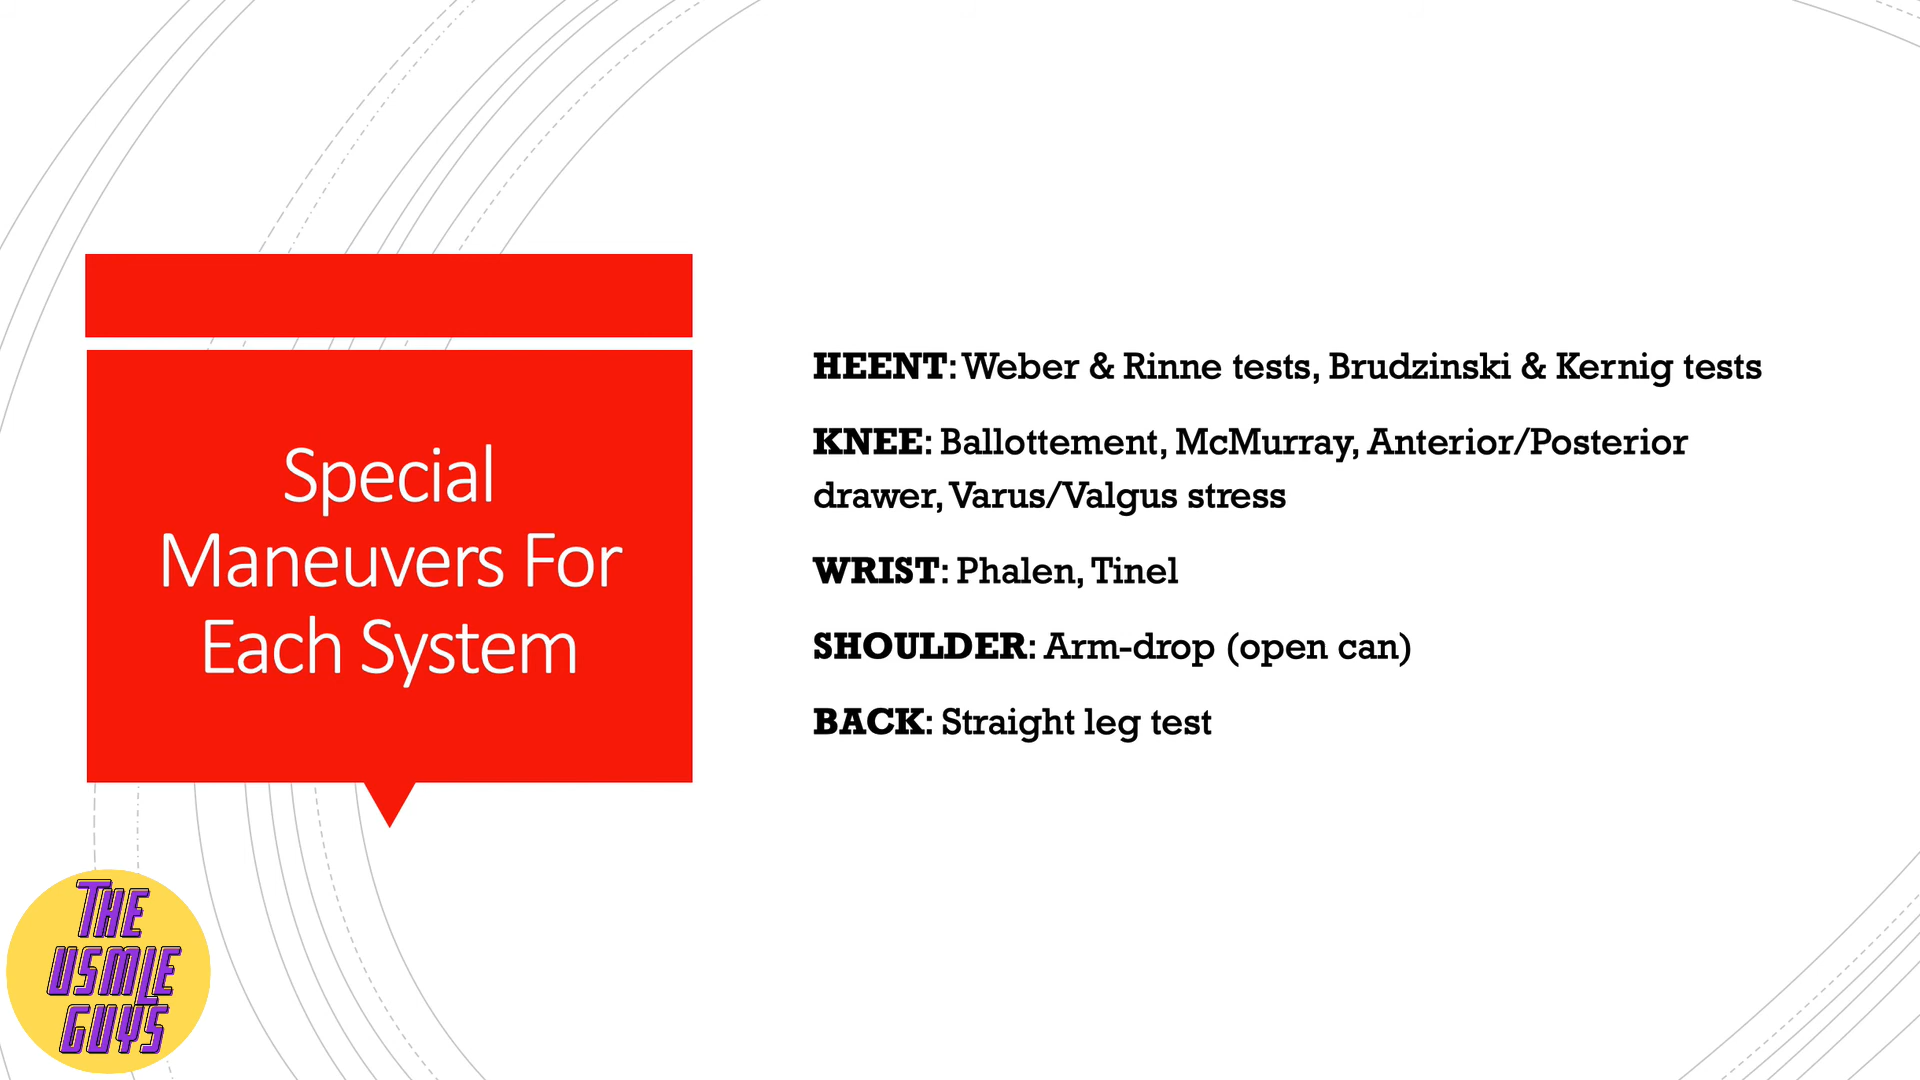 Special
Maneuvers For
Each System
HEENT: Weber & Rinne tests, Brudzinski & Kernig tests
KNEE: Ballottement, McMurray, Anterior/Posterior
drawer, Varus/Valgus stress
WRIST: Phalen, Tinel
SHOULDER: Arm-drop (open can)
BACK: Straight leg test
THE
USMLE
GUYS